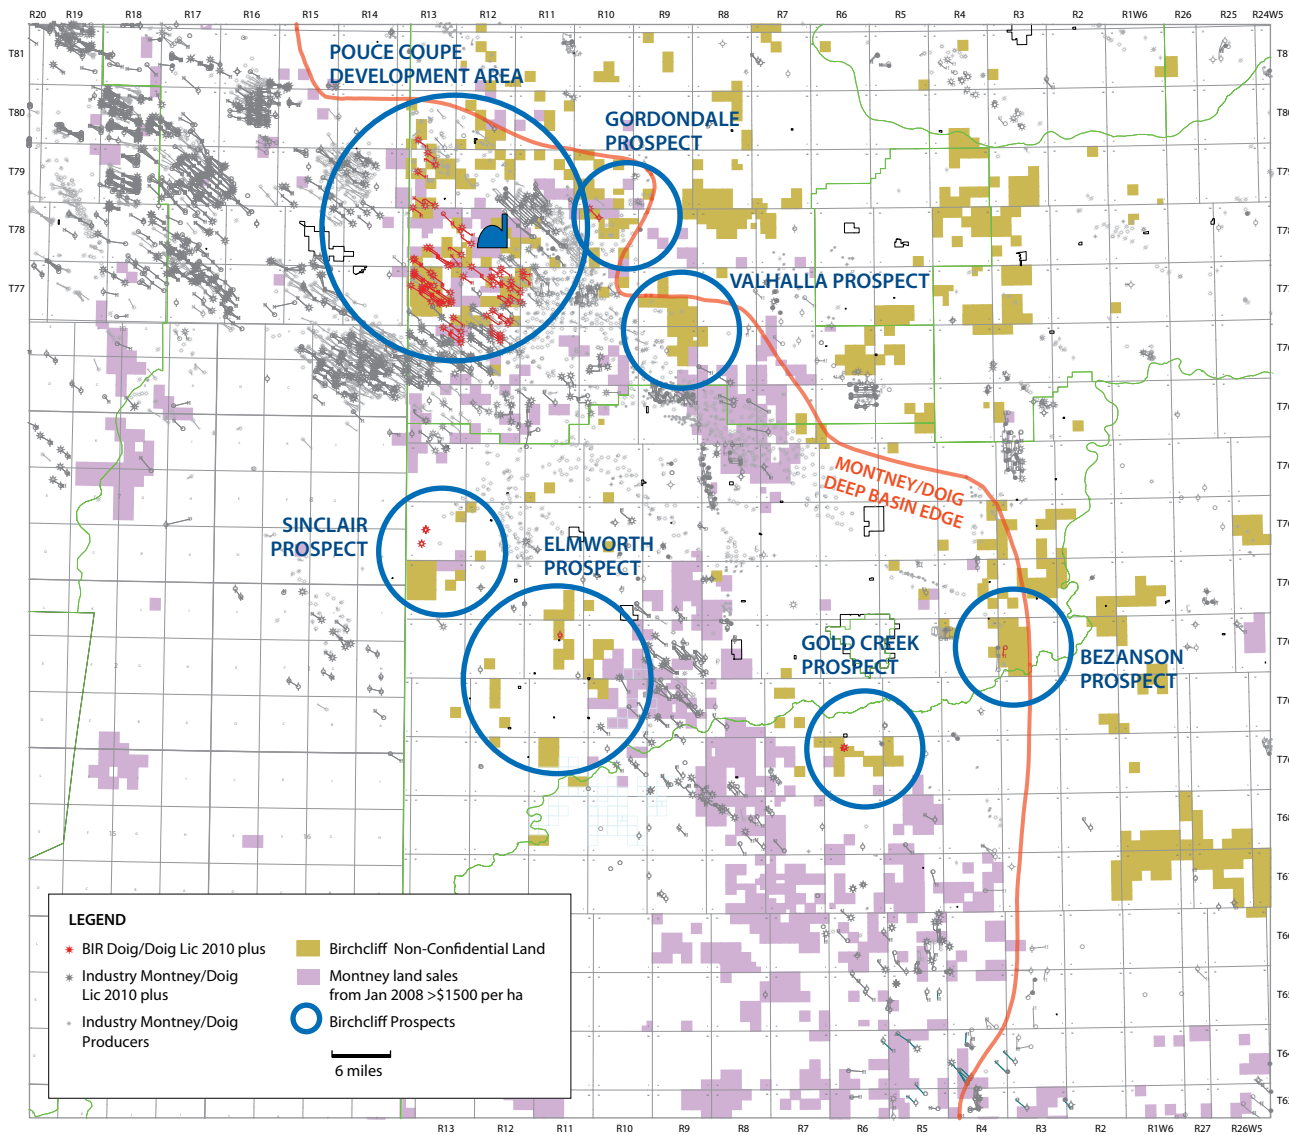 R20 R19 R18 R17 R16 R15 R14 R13 R12 R11 R10 R9 R8 R7 R6 R5 R4 R3 R2 R1W6 R26 R25 R24W5
T81
POUCE COUPE
DEVELOPMENT AREA
T80
GORDONDALE
PROSPECT
T79
T78
T77
VALHALLA PROSPECT
MONTNEY/DOIG
DEEP BASIN EDGE
SINCLAIR
PROSPECT
ELMWORTH
PROSPECT
GOLD CREEK
PROSPECT
BEZANSON
PROSPECT
LEGEND
BIR Doig/Doig Lic 2010 plus
Industry Montney/Doig
Lic 2010 plus
Industry Montney/Doig
Producers
Birchcliff Non-Confidential Land
Montney land sales
from Jan 2008 >$1500 per ha
Birchcliff Prospects
6 miles
R13 R12 R11 R10 R9 R8 R7 R6 R5 R4 R3 R2 R1W6 R27 R26W5